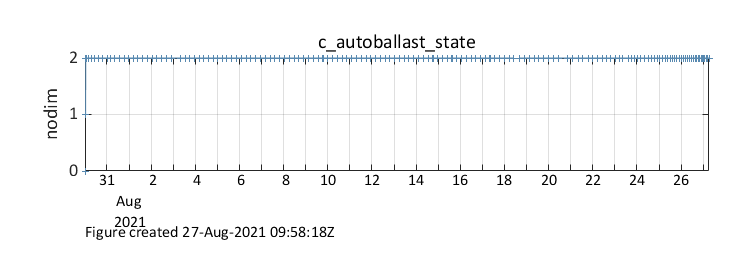 c_autoballast_state
nodim
2
1
0
31 2 4 6 8 10 12 14 16 18 20 22 24 26
Aug
2021
Figure created 27-Aug-2021 09:58:18Z